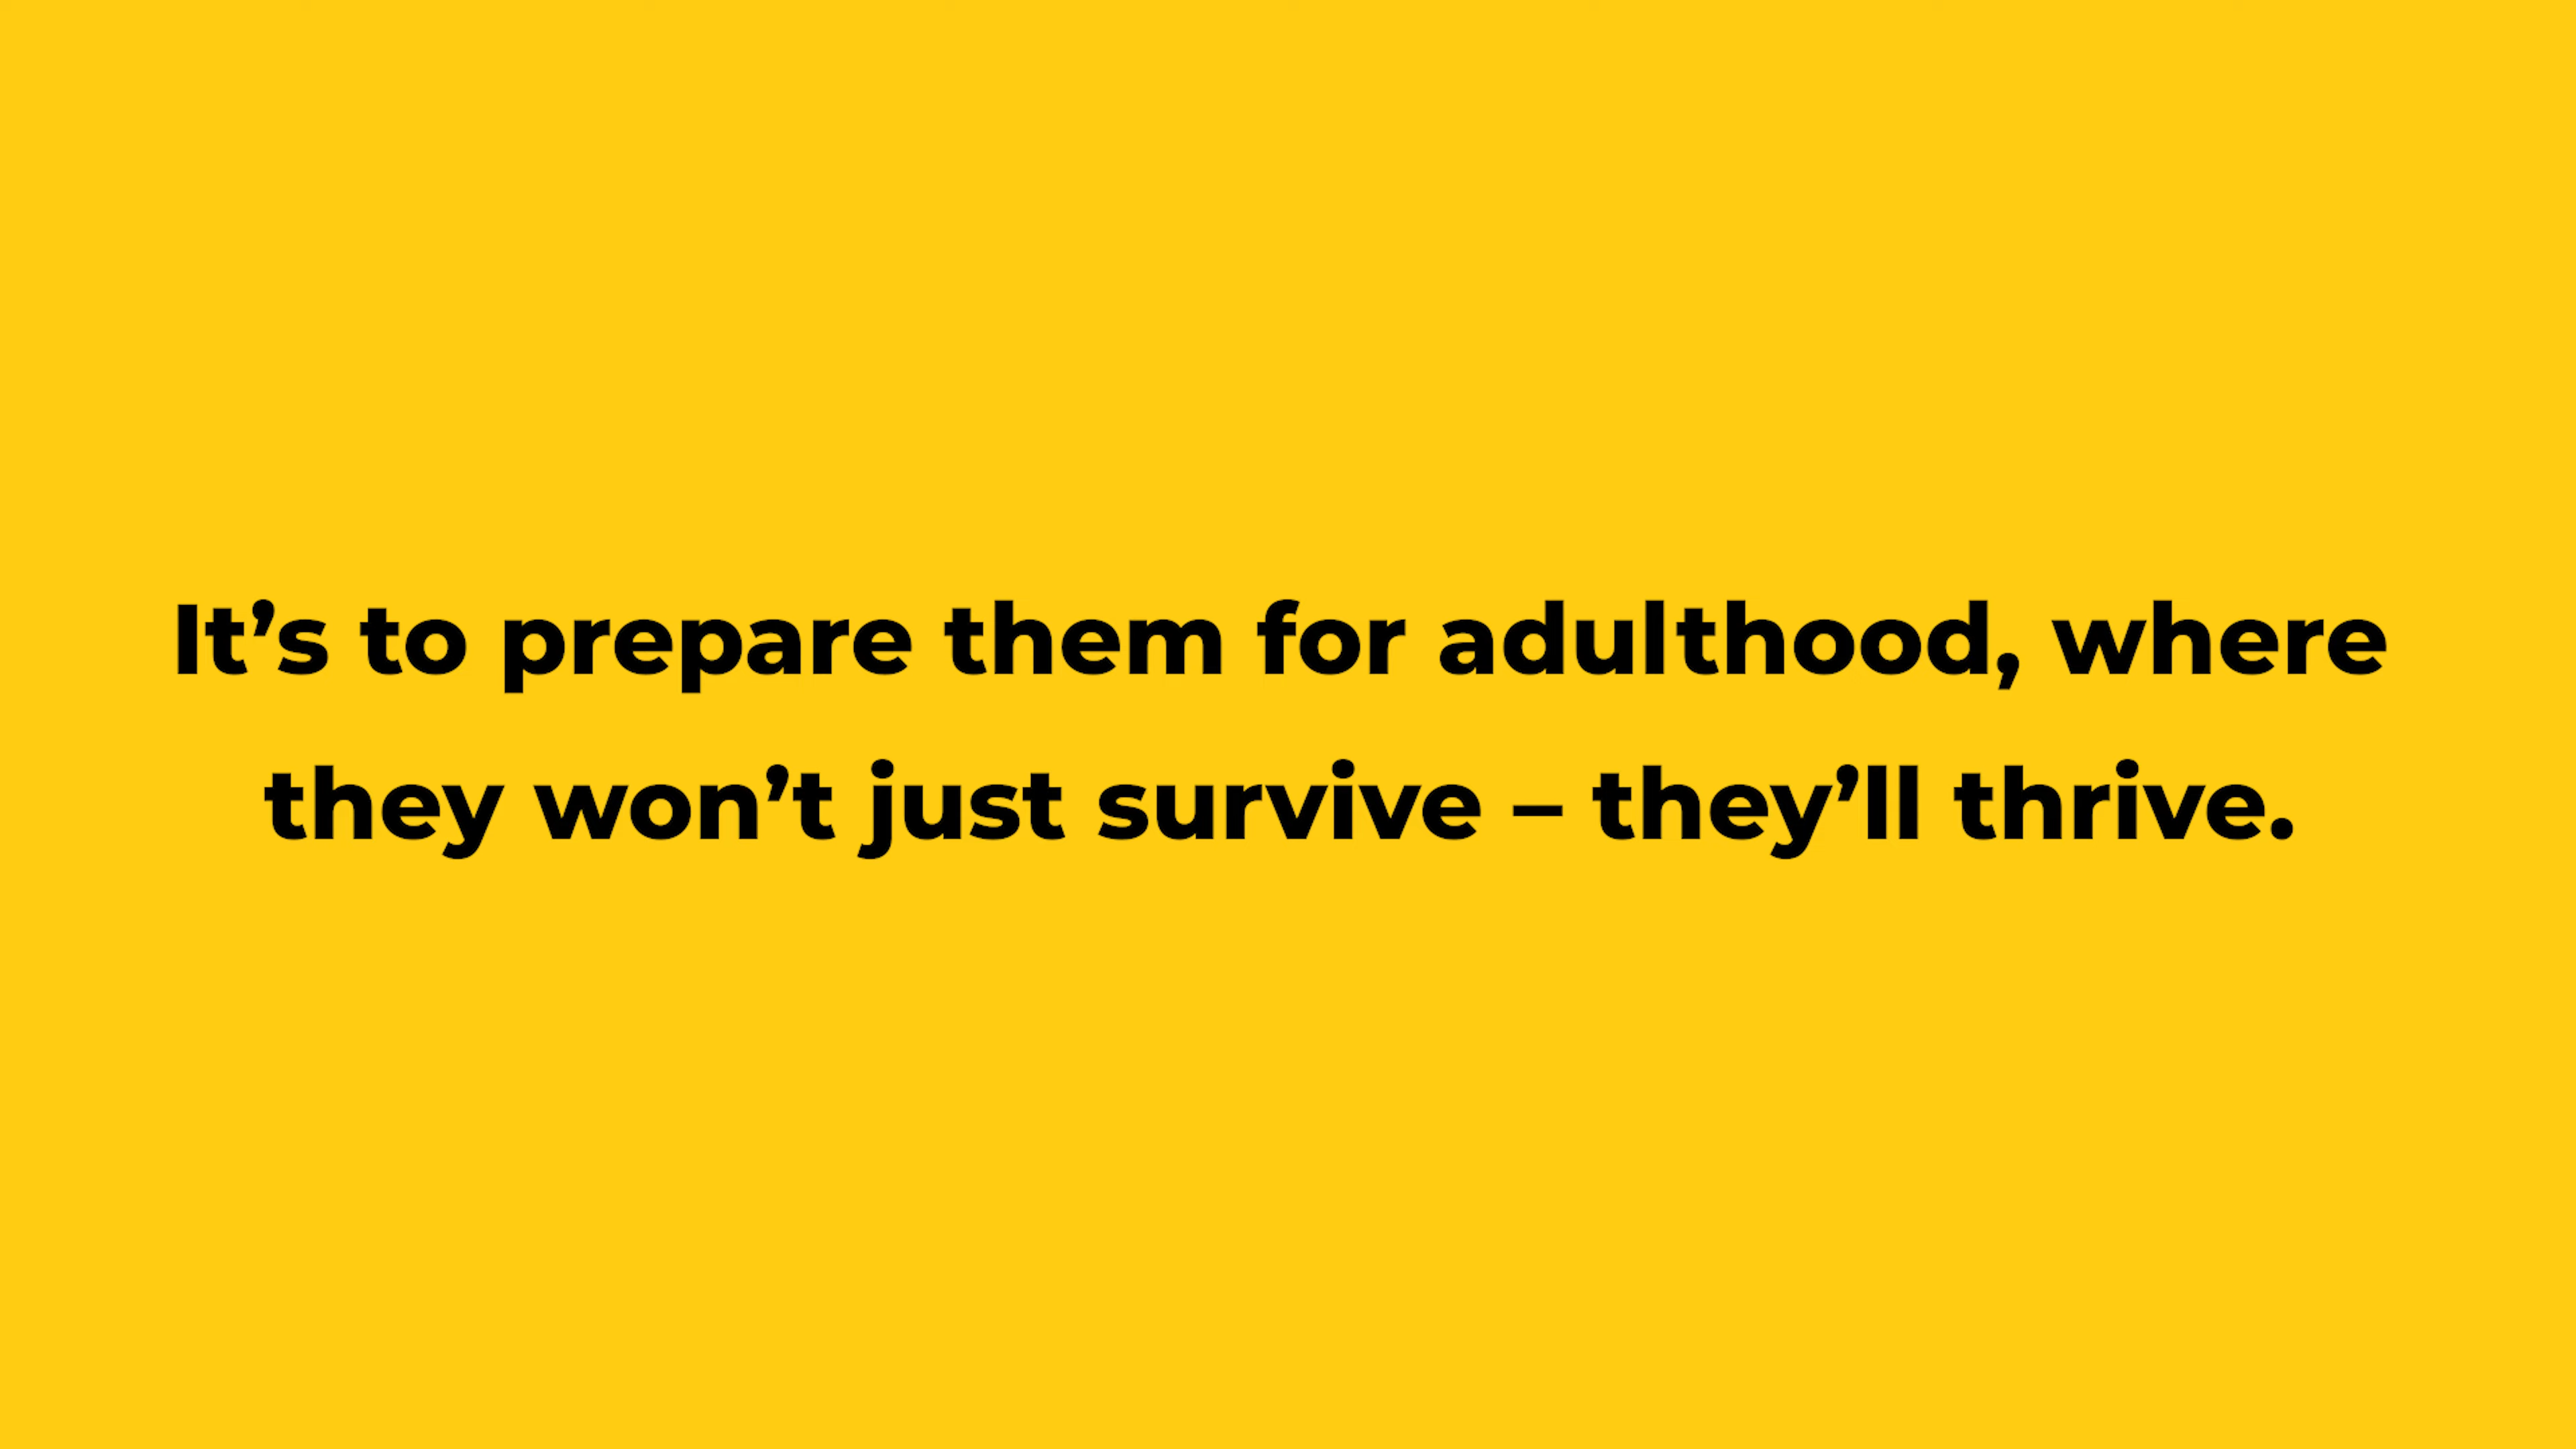 It’s to prepare them for adulthood, where
they won’t just survive – they’ll thrive.